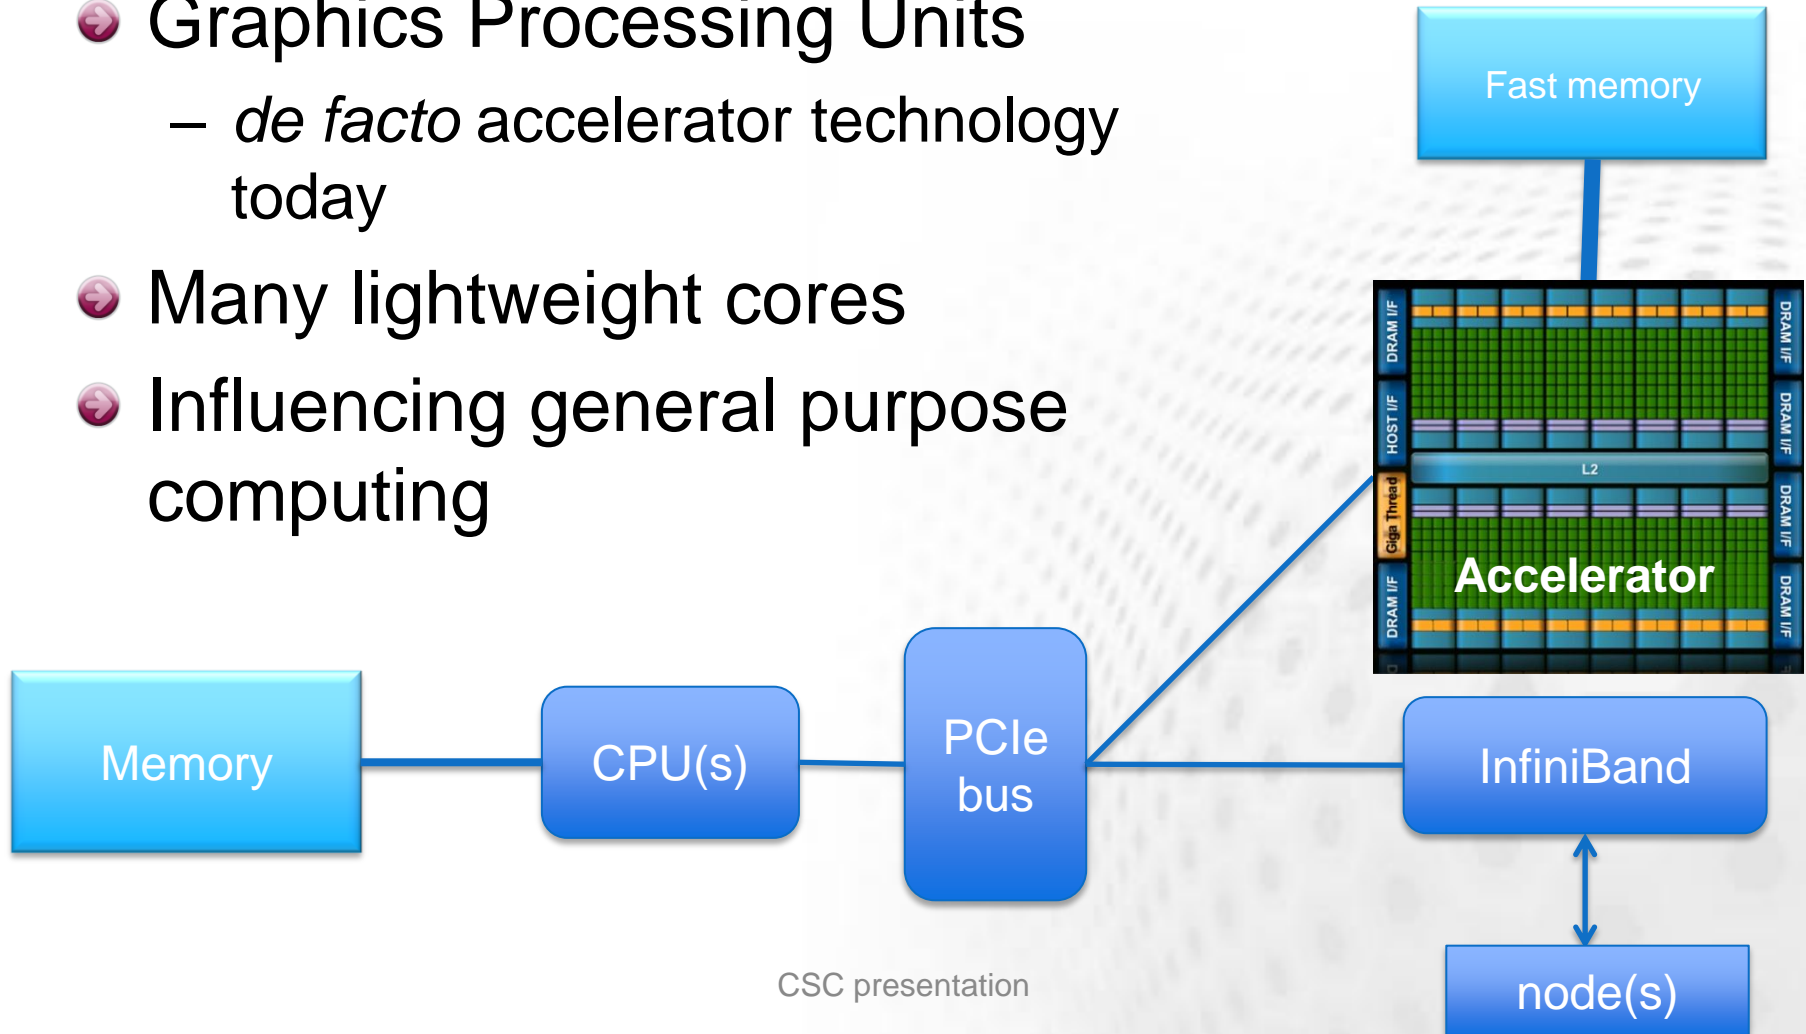 Graphics Processing Units
– de facto accelerator technology
today
Many lightweight cores
Influencing general purpose
computing
Fast memory
DRAM I/F
HOST I/F
Giga Thread
DRAM I/F
L2
DRAM I/F
DRAM I/F
DRAM I/F
DRAM I/F
Accelerator
Memory
CPU(s)
PCIe
bus
InfiniBand
node(s)
CSC presentation